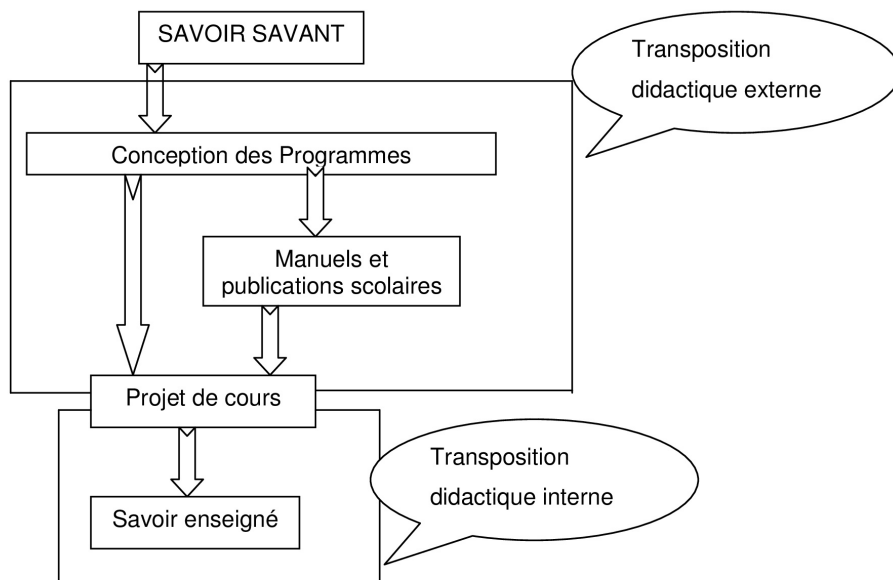 SAVOIR SAVANT
Transposition
didactique externe
Conception des Programmes
Manuels et
publications scolaires
Projet de cours
Transposition
didactique interne
Savoir enseigné